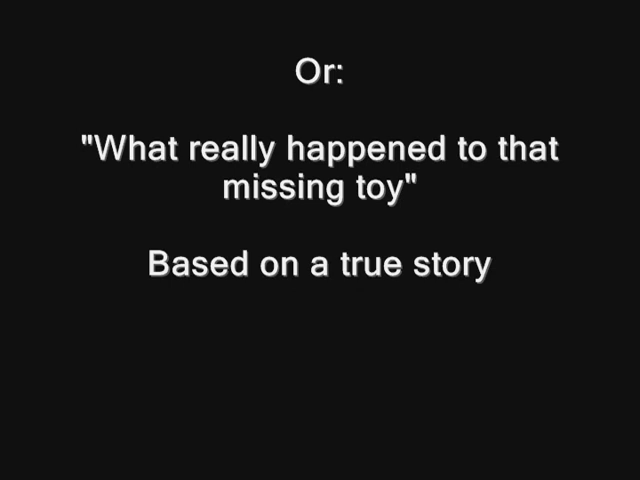 Or:
"What really happened to that
missing toy"
Based on a true story